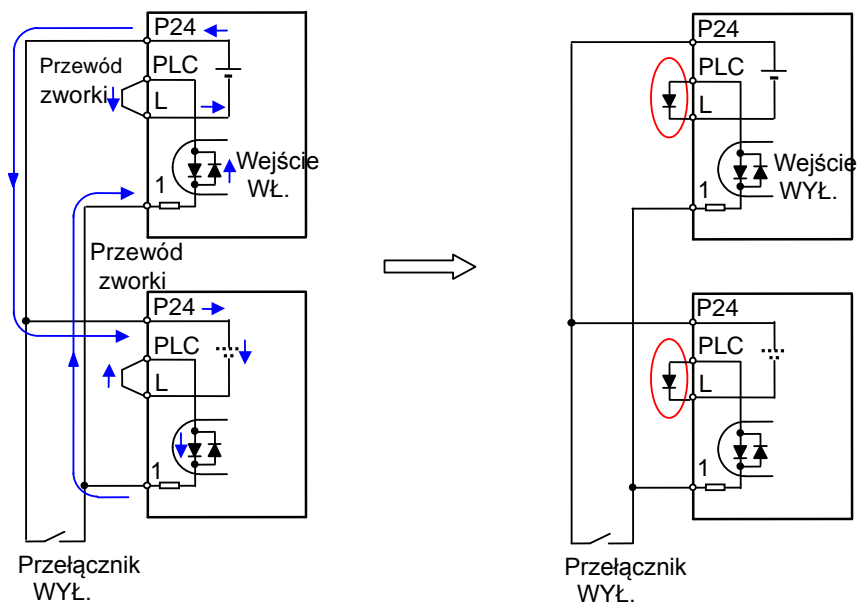 P24
Przewód
zworki
PLC
L
Wejście
WŁ.
1
Przewód
zworki
P24
PLC
L
1
Przełącznik
WYŁ.
P24
PLC
L
Wejście
WYŁ.
1
P24
PLC
L
1
Przełącznik
WYŁ.